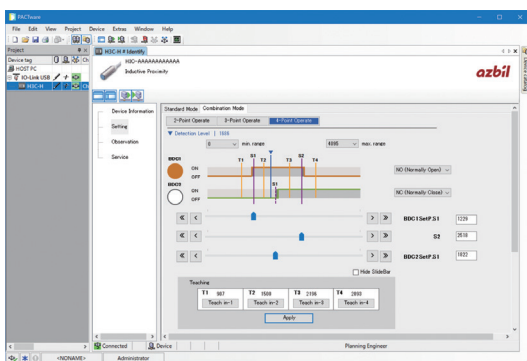 PACTware
File Edit View Project Device Extras Window Help
Project
H3C-H # Identify
Device tag
HOST PC
IO-Link USB
H3C-H
H3C-AAAAAAAAAAA
Inductive Proximity
azbil
Device Information
Setting
Observation
Service
Standard Mode Combination Mode
2-Point Operate 3-Point Operate 4-Point Operate
Detection Level | 1606
0 min. range 4095 max. range
BDC1 ON OFF
T1 S1 T2 T3 S2 T4
NO (Normally Open)
BDC2 ON OFF
S1
NC (Normally Close)
BDC1SetP.S1 1229
S2 2518
BDC2SetP.S1 1822
Hide SlideBar
Teaching
T1 987 T2 1500 T3 2196 T4
Teach in-1 Teach in-2 Teach in-3 Teach in-4
Apply
Connected Device Planning Engineer
<NONAME> Administrator